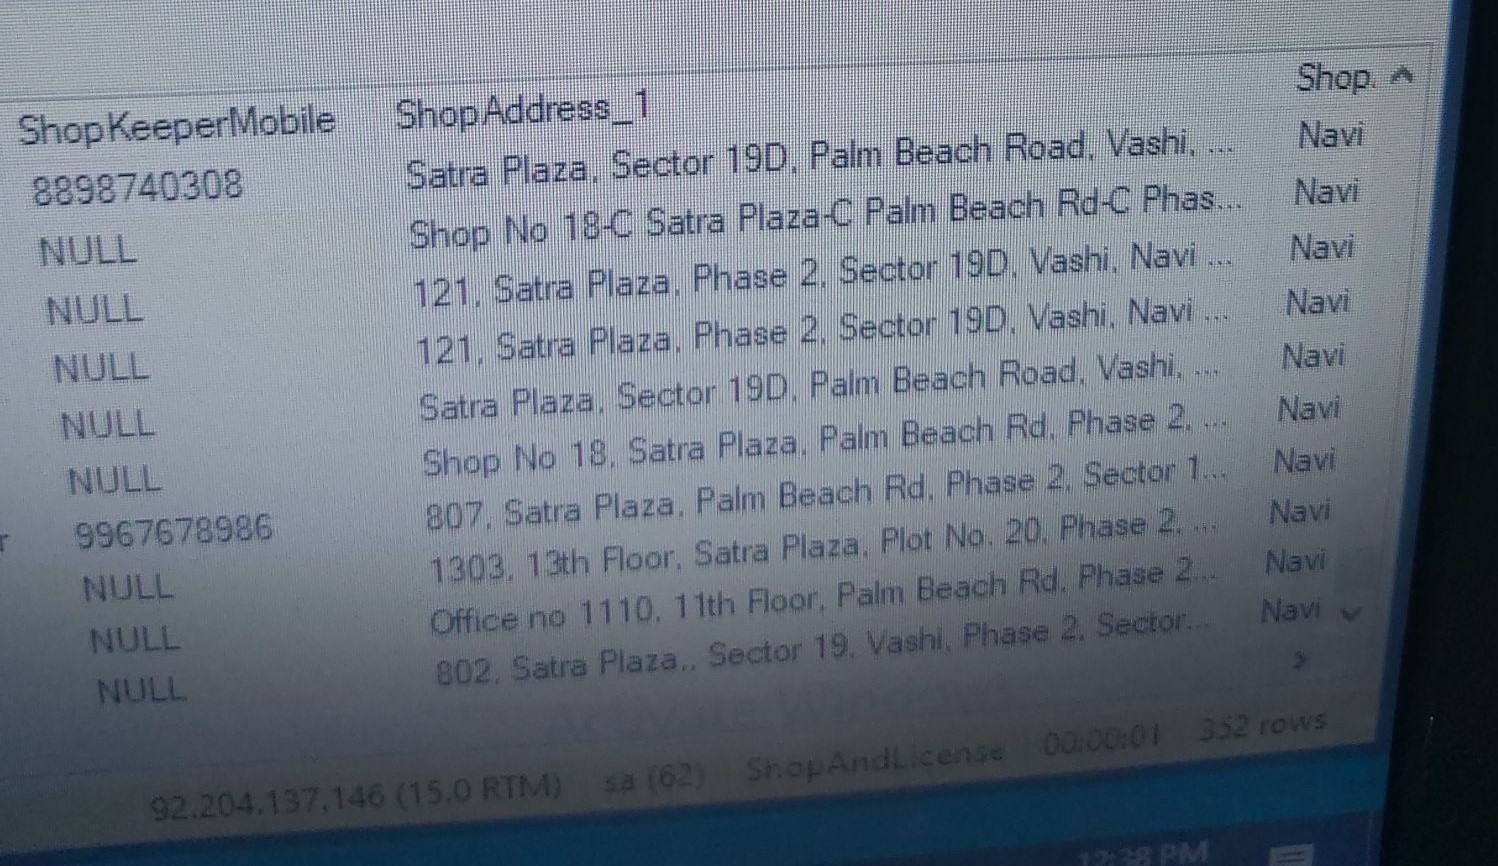 ShopKeeperMobile ShopAddress_1 Shop
8898740308 Satra Plaza, Sector 19D, Palm Beach Road, Vashi, ... Navi
NULL Shop No 18-C Satra Plaza-C Palm Beach Rd-C Phas... Navi
NULL 121, Satra Plaza, Phase 2, Sector 19D, Vashi, Navi ... Navi
NULL 121, Satra Plaza, Phase 2, Sector 19D, Vashi, Navi ... Navi
NULL Satra Plaza, Sector 19D, Palm Beach Road, Vashi, ... Navi
NULL Shop No 18, Satra Plaza, Palm Beach Rd, Phase 2, ... Navi
r 9967678986 807, Satra Plaza, Palm Beach Rd, Phase 2, Sector 1... Navi
NULL 1303, 13th Floor, Satra Plaza, Plot No. 20, Phase 2, ... Navi
NULL Office no 1110, 11th Floor, Palm Beach Rd, Phase 2... Navi
NULL 802, Satra Plaza,, Sector 19, Vashi, Phase 2, Sector... Navi
92.204.137.146 (15.0 RTM) sa (62) ShopAndLicense 00:00:01 352 rows
12:38 PM